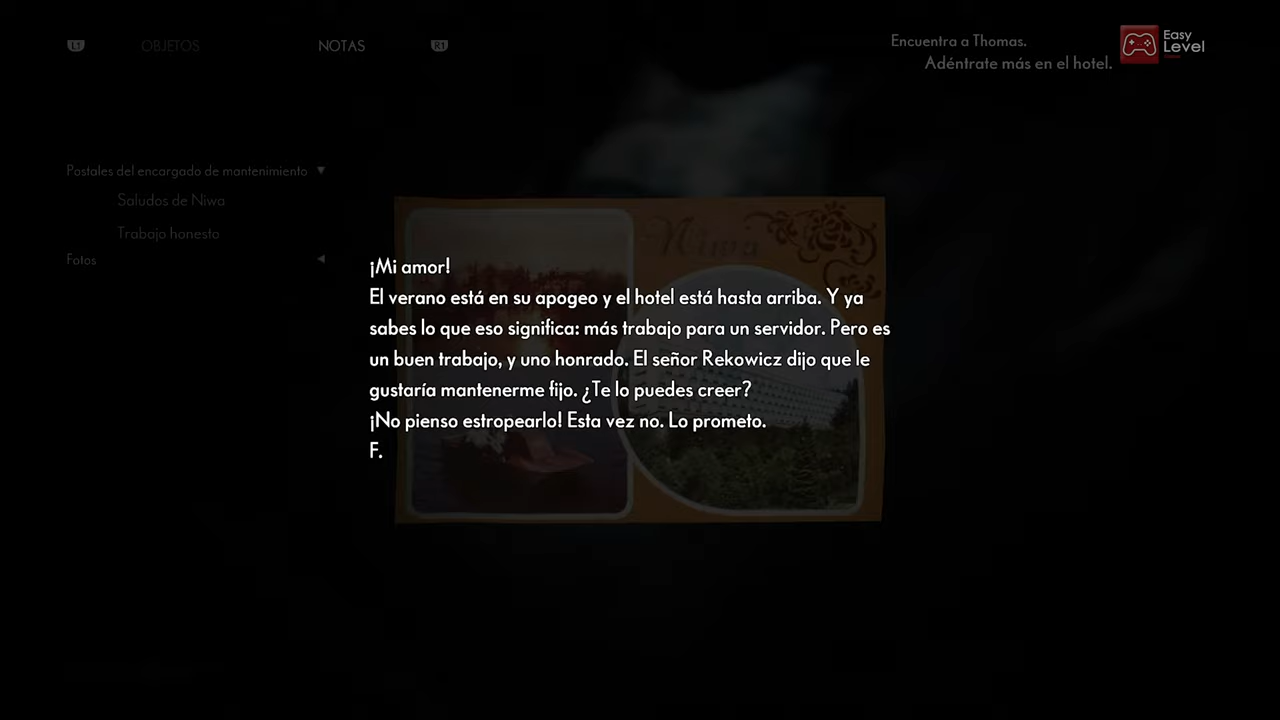 L1 OBJETOS NOTAS R1
Encuentra a Thomas.
Adéntrate más en el hotel.
Easy
Level
Postales del encargado de mantenimiento
Saludos de Niwa
Trabajo honesto
Fotos
Niwa
¡Mi amor!
El verano está en su apogeo y el hotel está hasta arriba. Y ya
sabes lo que eso significa: más trabajo para un servidor. Pero es
un buen trabajo, y uno honrado. El señor Rekowicz dijo que le
gustaría mantenerme fijo. ¿Te lo puedes creer?
¡No pienso estropearlo! Esta vez no. Lo prometo.
F.